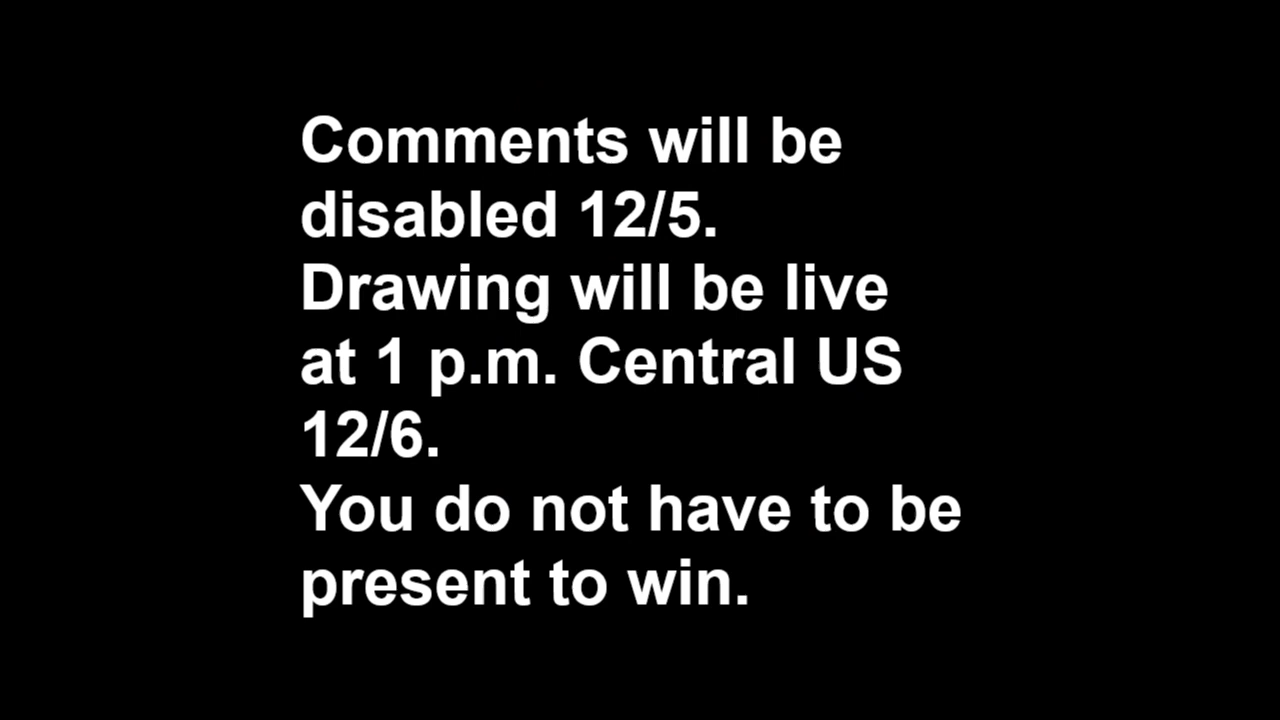 Comments will be
disabled 12/5.
Drawing will be live
at 1 p.m. Central US
12/6.
You do not have to be
present to win.